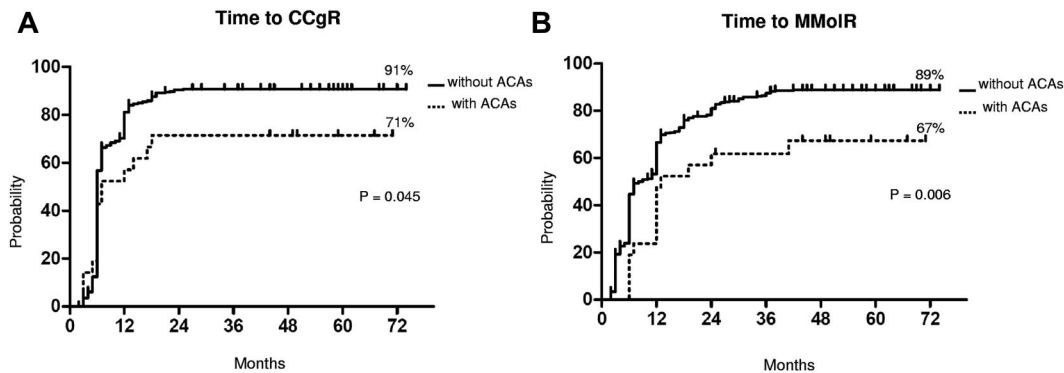 A
Time to CCgR
Probability
100
80
60
40
20
0
0 12 24 36 48 60 72
Months
91%
71%
without ACAs
with ACAs
P = 0.045
B
Time to MMolR
Probability
100
80
60
40
20
0
0 12 24 36 48 60 72
Months
89%
67%
without ACAs
with ACAs
P = 0.006